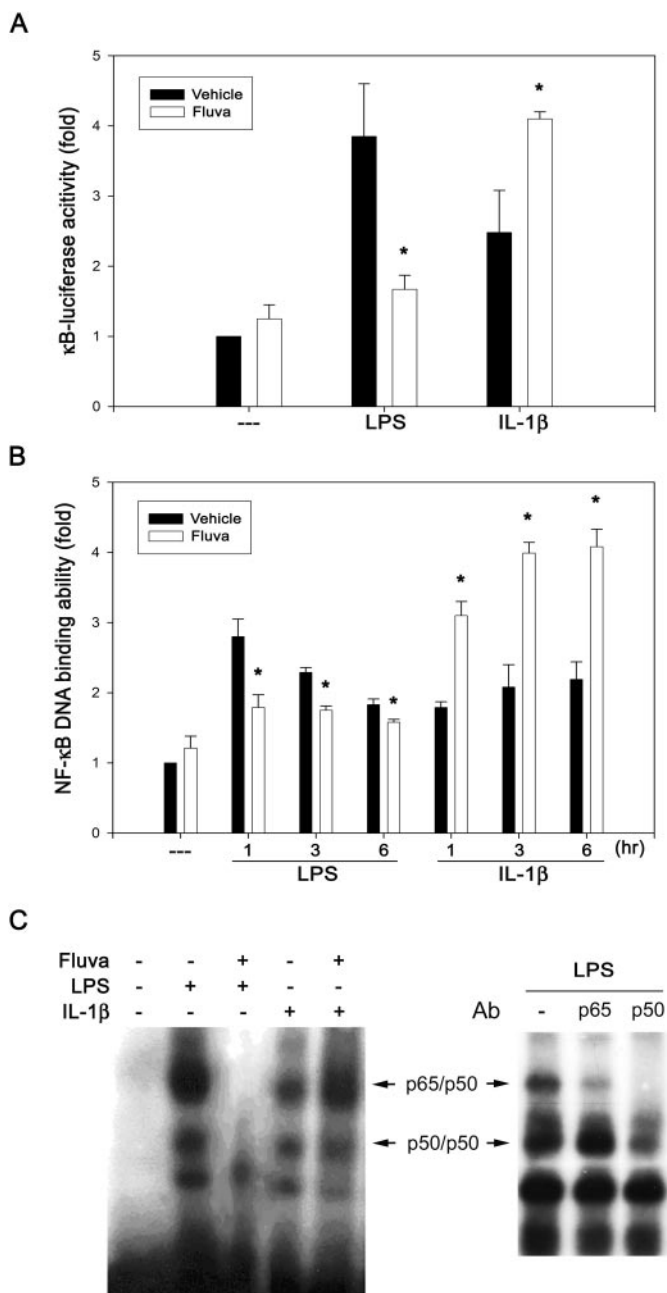 A
κB-luciferase acitivity (fold)
5
4
3
2
1
0
Vehicle
Fluva
*
*
---
LPS
IL-1β
B
NF-κB DNA binding ability (fold)
5
4
3
2
1
0
Vehicle
Fluva
* * * * * *
--- 1 3 6 1 3 6 (hr)
LPS IL-1β
C
Fluva - - + - +
LPS - + + - -
IL-1β - - - + +
LPS
Ab - p65 p50
p65/p50
p50/p50